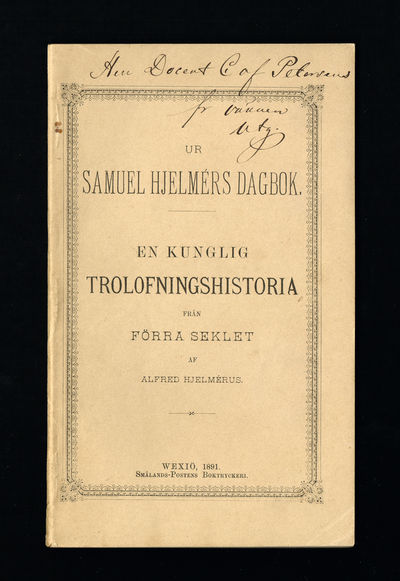 Herr Docent C af Petersens
fr vännen
Utg.
UR
SAMUEL HJELMÉRS DAGBOK.
EN KUNGLIG
TROLOFNINGSHISTORIA
FRÅN
FÖRRA SEKLET
AF
ALFRED HJELMÉRUS.
WEXIÖ, 1891.
SMÅLANDS-POSTENS BOKTRYCKERI.